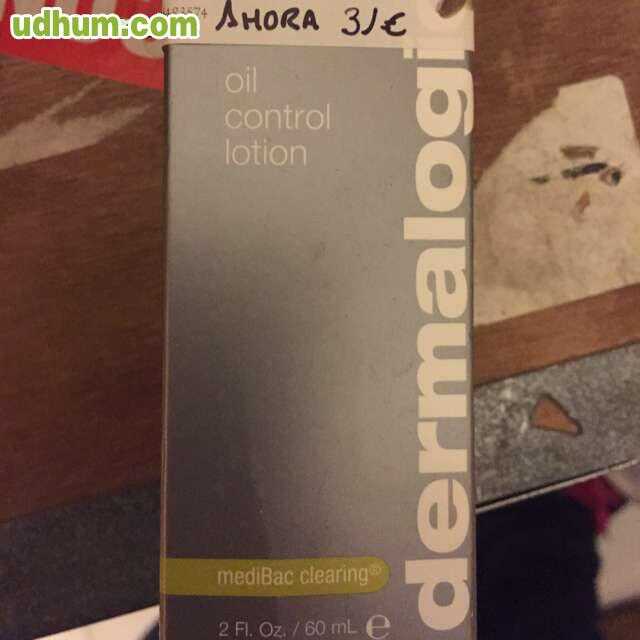 udhum.com
AHORA 31€
oil
control
lotion
dermalogi
mediBac clearing®
2 Fl. Oz. / 60 mL ℮